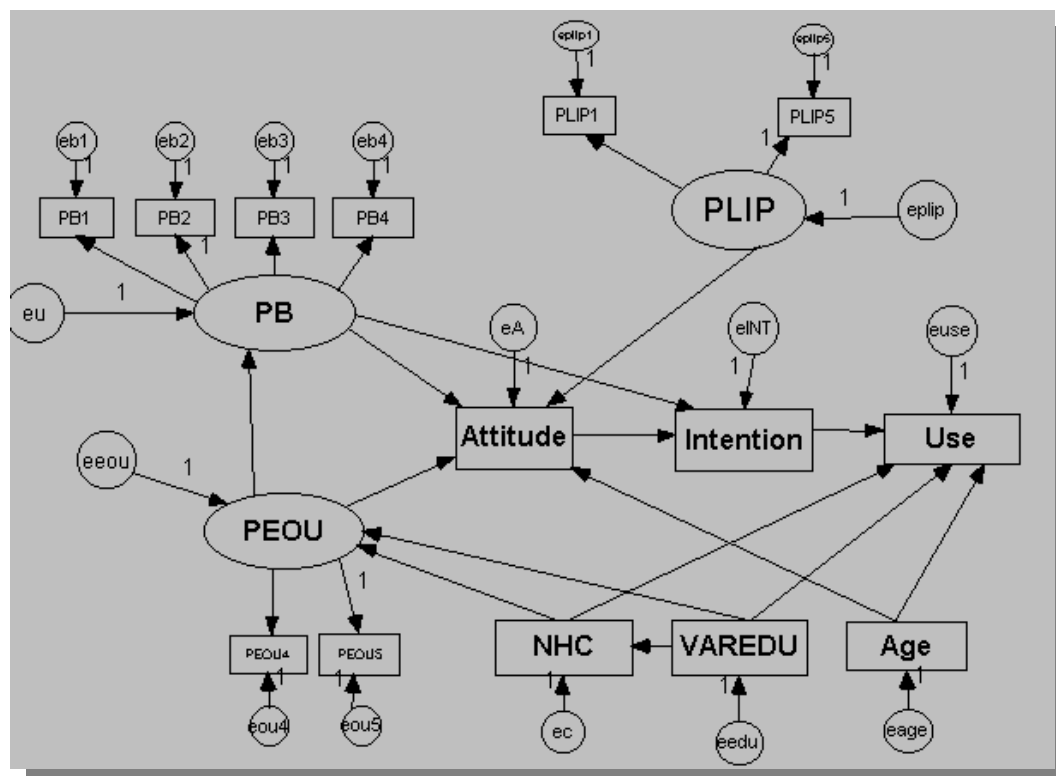 eplip1
eplip5
1
1
PLIP1
PLIP5
1
eb1
eb2
eb3
eb4
1
1
1
1
PB1
PB2
PB3
PB4
1
PLIP
1
eplip
eu
1
PB
eA
1
eINT
1
euse
1
Attitude
Intention
Use
eeou
1
PEOU
1
PEOU4
PEOU5
NHC
VAREDU
Age
1
1
1
1
1
eou4
eou5
ec
eedu
eage